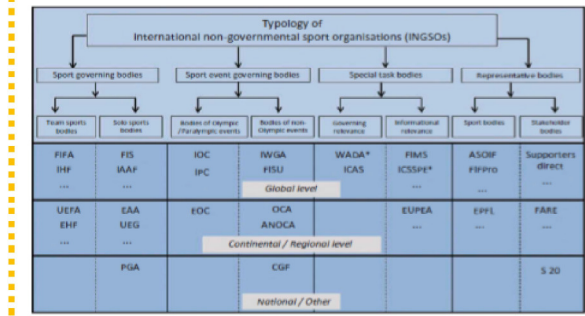 Typology of
international non-governmental sport organisations (INGSOs)
Sport governing bodies Sport event governing bodies Special task bodies Representative bodies
Team sports bodies Solo sports bodies Bodies of Olympic /Paralympic events Bodies of non-Olympic events Governing relevance Informational relevance Sport bodies Stakeholder bodies
FIFA FIS IOC IWGA WADA* FIMS ASOIF Supporters
IHF IAAF IPC FISU ICAS ICSSPE* FIFPro direct
... ... ... ... ...
Global level
UEFA EAA EOC OCA EUPEA EPFL FARE
EHF UEG ANOCA ... ... ...
... ...
Continental / Regional level
PGA CGF S 20
National / Other